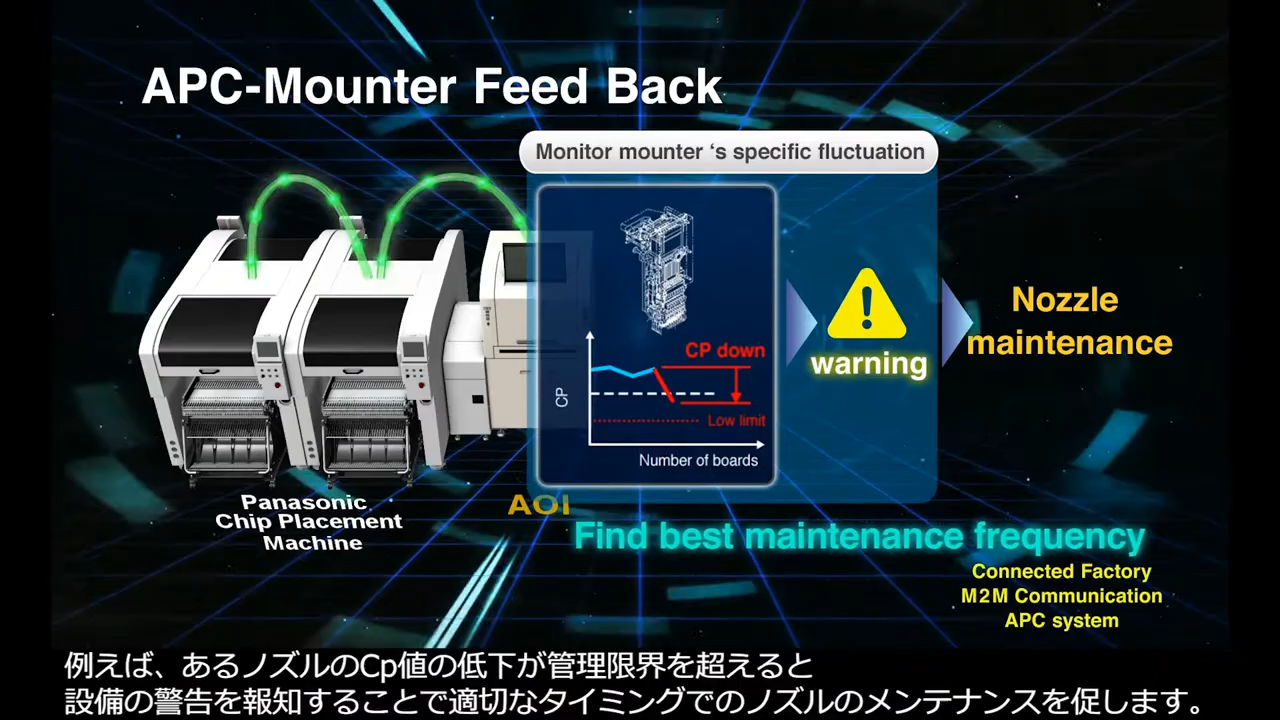 APC-Mounter Feed Back
Monitor mounter ‘s specific fluctuation
CP down
CP
Low limit
Number of boards
warning
Nozzle
maintenance
Panasonic
Chip Placement
Machine
AOI
Find best maintenance frequency
Connected Factory
M2M Communication
APC system
例えば、あるノズルのCp値の低下が管理限界を超えると
設備の警告を報知することで適切なタイミングでのノズルのメンテナンスを促します。